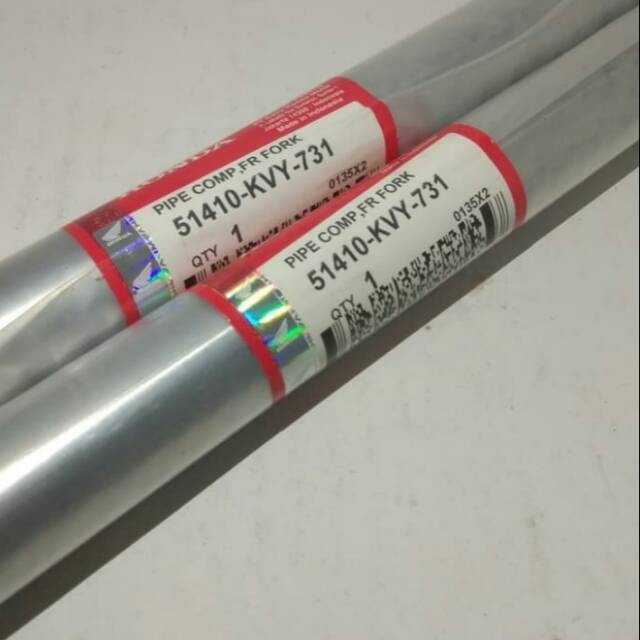 HONDA
Made in Indonesia
PIPE COMP,FR FORK
51410-KVY-731
0135X2
QTY 1
PIPE COMP,FR FORK
51410-KVY-731
0135X2
QTY 1